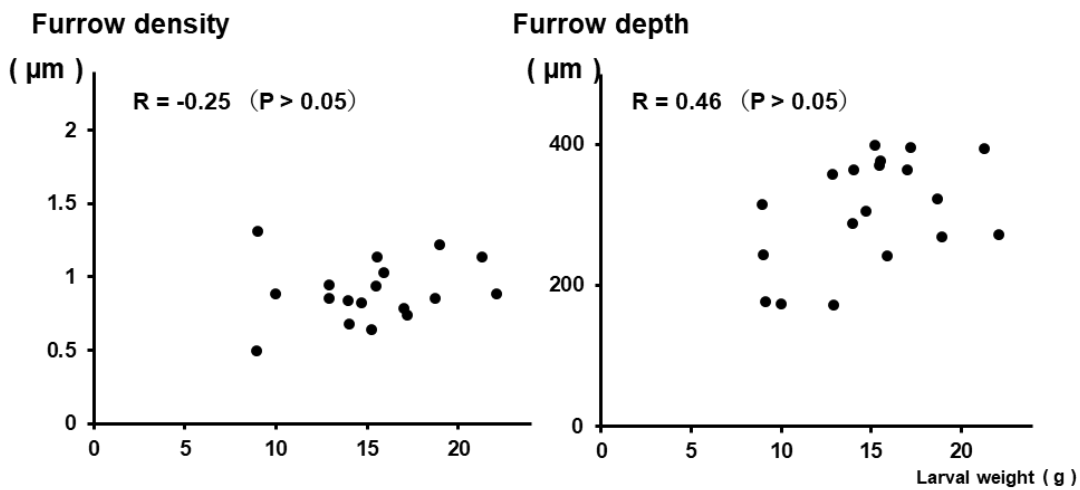 Furrow density
( μm )
R = -0.25 （P > 0.05）
2
1.5
1
0.5
0
0 5 10 15 20
Furrow depth
( μm )
R = 0.46 （P > 0.05）
400
200
0
0 5 10 15 20
Larval weight ( g )